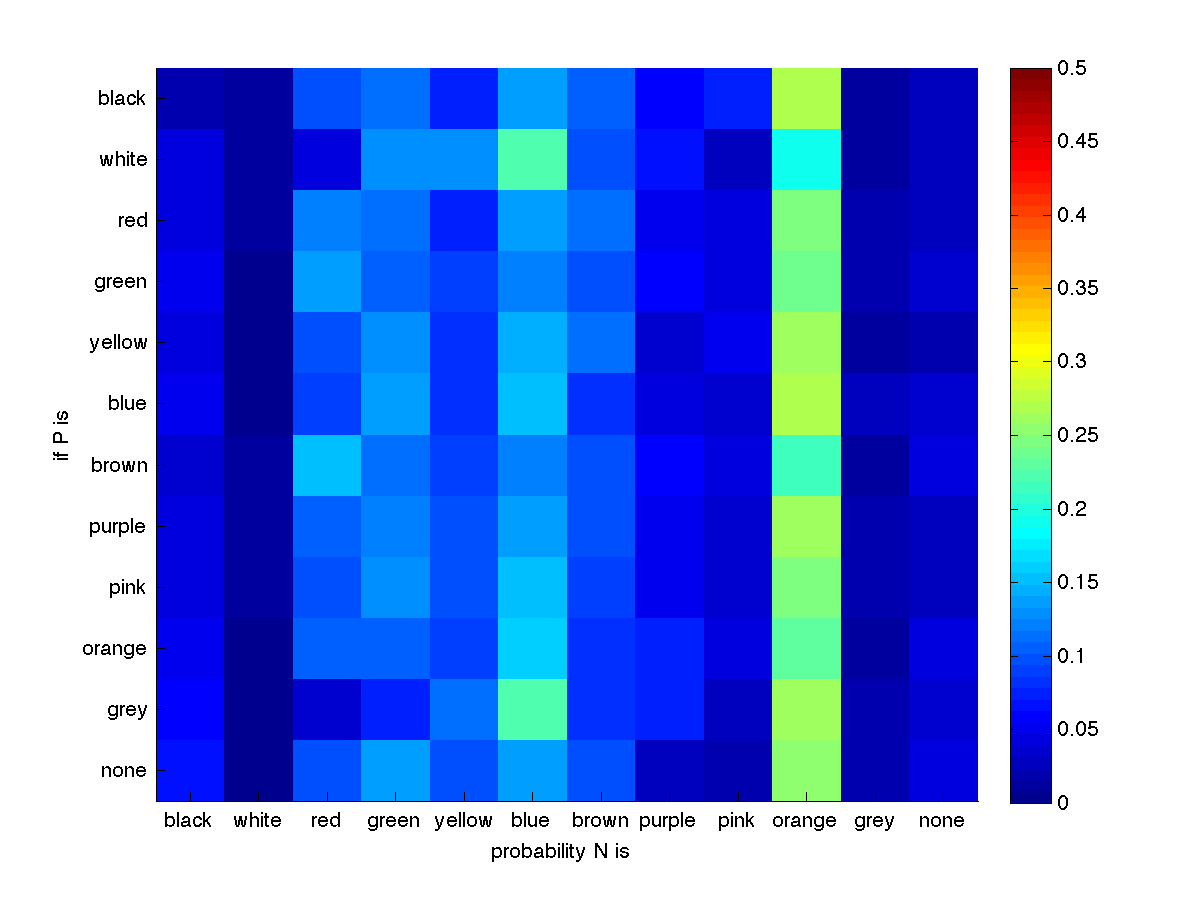 black
white
red
green
yellow
blue
brown
purple
pink
orange
grey
none
if P is
black white red green yellow blue brown purple pink orange grey none
probability N is
0.5
0.45
0.4
0.35
0.3
0.25
0.2
0.15
0.1
0.05
0